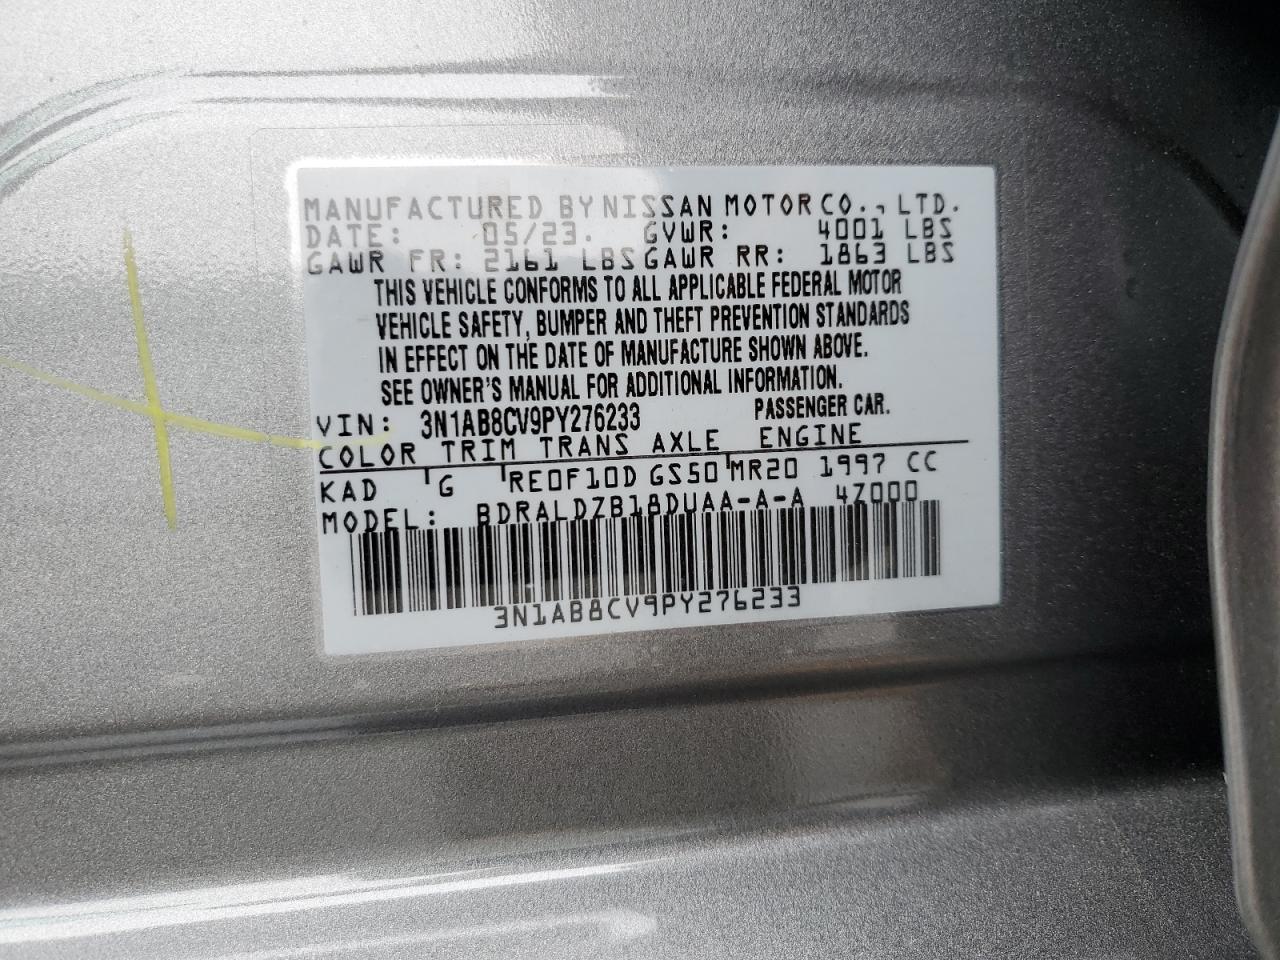 MANUFACTURED BY NISSAN MOTOR CO., LTD.
DATE: 05/23. GVWR: 4001 LBS
GAWR FR: 2161 LBS GAWR RR: 1863 LBS
THIS VEHICLE CONFORMS TO ALL APPLICABLE FEDERAL MOTOR
VEHICLE SAFETY, BUMPER AND THEFT PREVENTION STANDARDS
IN EFFECT ON THE DATE OF MANUFACTURE SHOWN ABOVE.
SEE OWNER'S MANUAL FOR ADDITIONAL INFORMATION.
VIN: 3N1AB8CV9PY276233 PASSENGER CAR.
COLOR TRIM TRANS AXLE ENGINE
KAD G RE0F10D GS50 MR20 1997 CC
MODEL: BDRALDZB18DUAA-A-A 4Z000
3N1AB8CV9PY276233